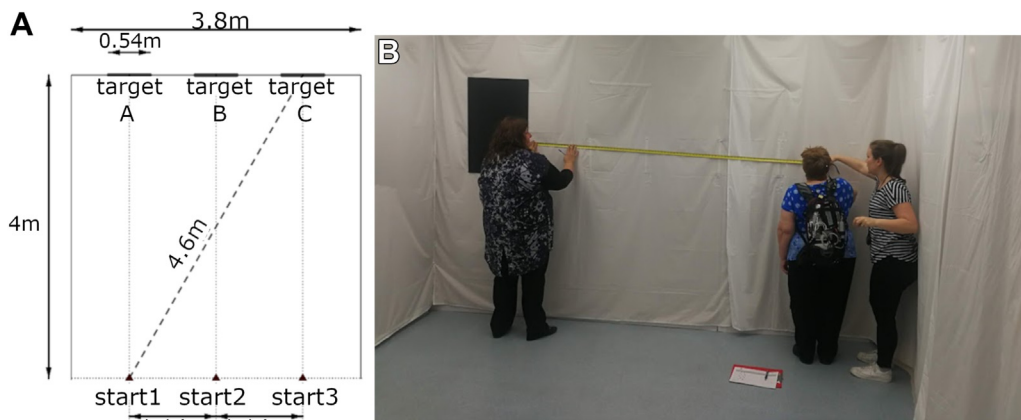 A
3.8m
B
0.54m
target target target
A B C
4m
4.6m
start1 start2 start3